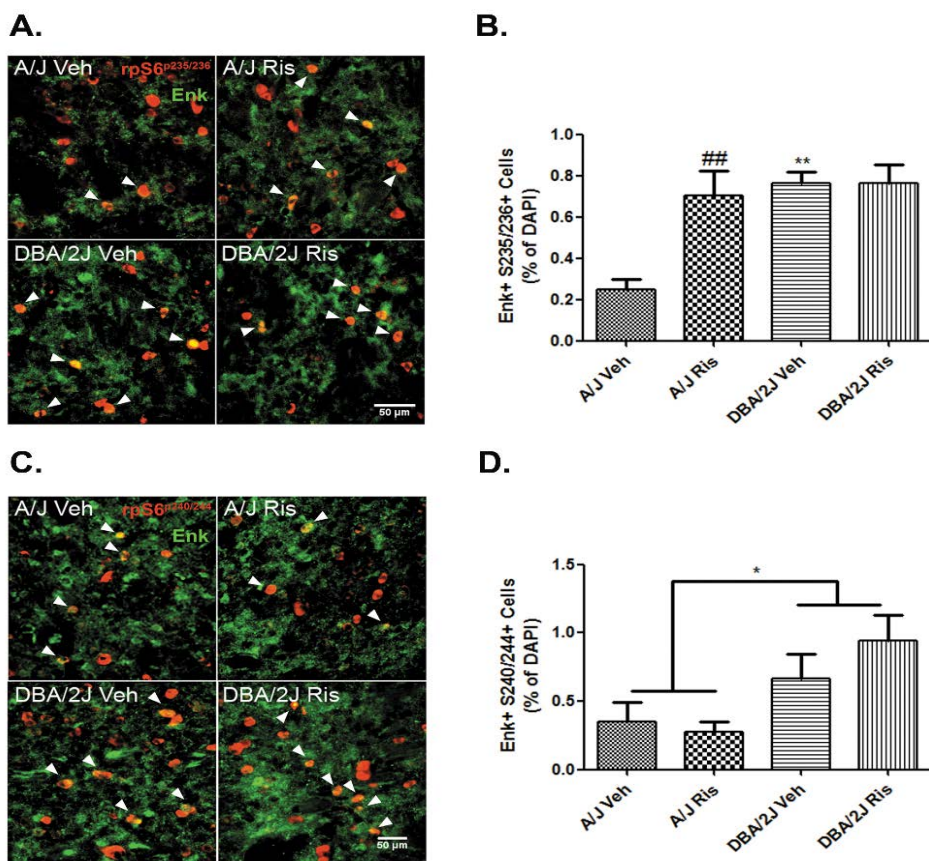 A.
A/J Veh
rpS6p235/236
Enk
A/J Ris
DBA/2J Veh
DBA/2J Ris
50 µm
B.
Enk+ S235/236+ Cells
(% of DAPI)
1.0
0.8
0.6
0.4
0.2
0.0
##
**
A/J Veh
A/J Ris
DBA/2J Veh
DBA/2J Ris
C.
A/J Veh
rpS6p240/244
Enk
A/J Ris
DBA/2J Veh
DBA/2J Ris
50 µm
D.
Enk+ S240/244+ Cells
(% of DAPI)
1.5
1.0
0.5
0.0
*
A/J Veh
A/J Ris
DBA/2J Veh
DBA/2J Ris